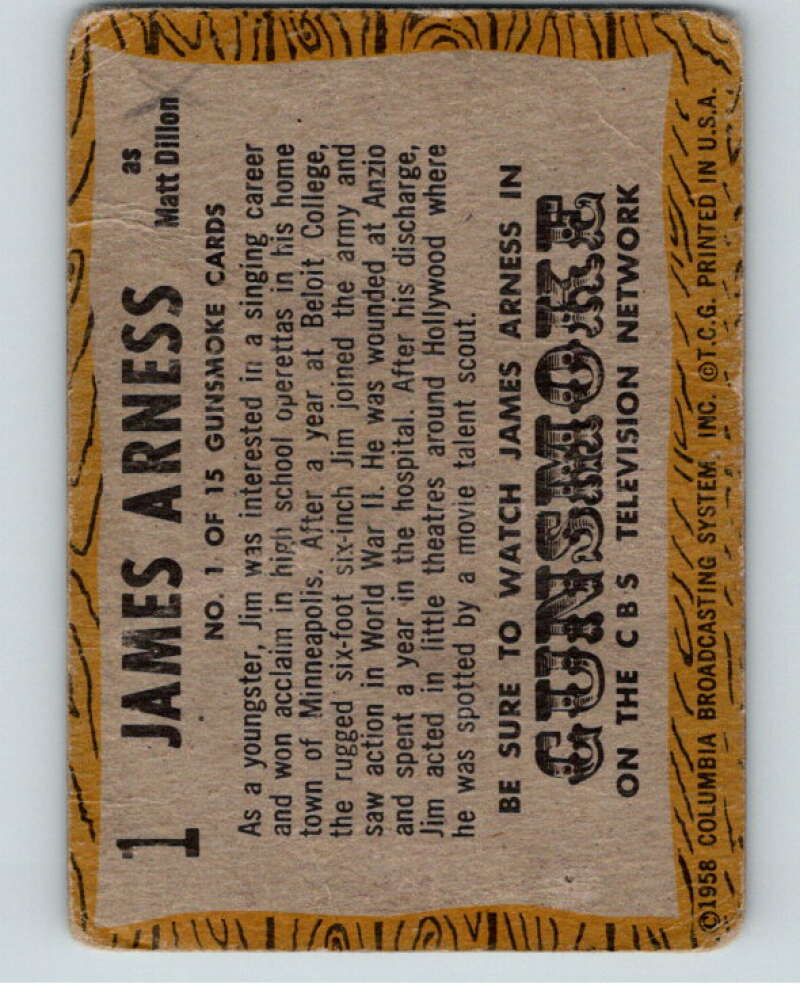 1 JAMES ARNESS as
Matt Dillon
NO. 1 OF 15 GUNSMOKE CARDS
As a youngster, Jim was interested in a singing career
and won acclaim in high school operettas in his home
town of Minneapolis. After a year at Beloit College,
the rugged six-foot six-inch Jim joined the army and
saw action in World War II. He was wounded at Anzio
and spent a year in the hospital. After his discharge,
Jim acted in little theatres around Hollywood where
he was spotted by a movie talent scout.
BE SURE TO WATCH JAMES ARNESS IN
GUNSMOKE
ON THE CBS TELEVISION NETWORK
©1958 COLUMBIA BROADCASTING SYSTEM, INC. ©T.C.G. PRINTED IN U.S.A.